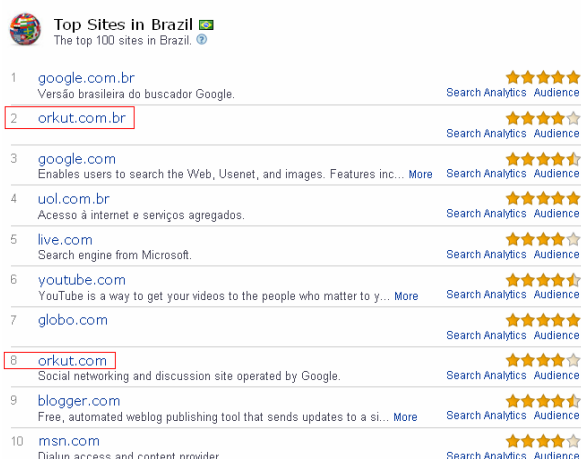 Top Sites in Brazil
The top 100 sites in Brazil. ?
1 google.com.br
Versão brasileira do buscador Google. Search Analytics Audience
2 orkut.com.br
Search Analytics Audience
3 google.com
Enables users to search the Web, Usenet, and images. Features inc... More Search Analytics Audience
4 uol.com.br
Acesso à internet e serviços agregados. Search Analytics Audience
5 live.com
Search engine from Microsoft. Search Analytics Audience
6 youtube.com
YouTube is a way to get your videos to the people who matter to y... More Search Analytics Audience
7 globo.com
Search Analytics Audience
8 orkut.com
Social networking and discussion site operated by Google. Search Analytics Audience
9 blogger.com
Free, automated weblog publishing tool that sends updates to a si... More Search Analytics Audience
10 msn.com
Dialup access and content provider. Search Analytics Audience